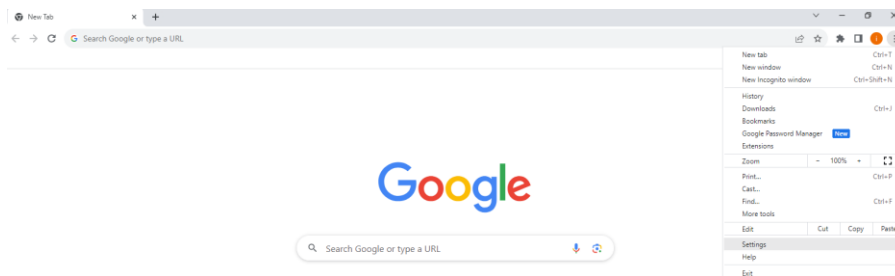 New Tab
Search Google or type a URL
New tab Ctrl+T
New window Ctrl+N
New Incognito window Ctrl+Shift+N
History
Downloads Ctrl+J
Bookmarks
Google Password Manager New
Extensions
Zoom - 100% +
Print... Ctrl+P
Cast...
Find... Ctrl+F
More tools
Edit Cut Copy Paste
Settings
Help
Exit
Google
Search Google or type a URL